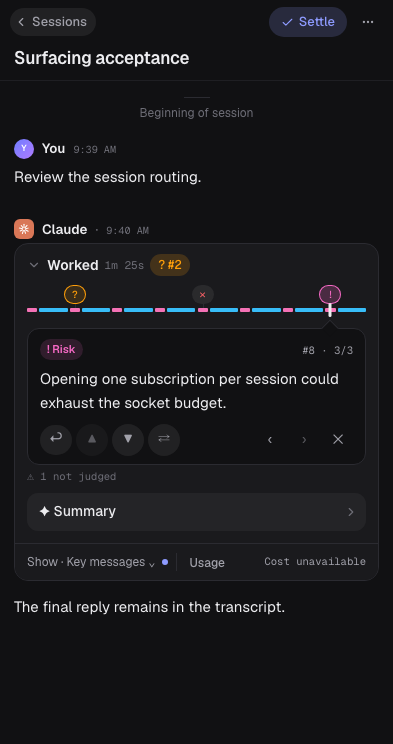 Sessions
Settle
Surfacing acceptance
Beginning of session
Y You 9:39 AM
Review the session routing.
Claude · 9:40 AM
Worked 1m 25s ? #2
? × !
! Risk #8 · 3/3
Opening one subscription per session could
exhaust the socket budget.
⚠ 1 not judged
Summary
Show · Key messages Usage Cost unavailable
The final reply remains in the transcript.